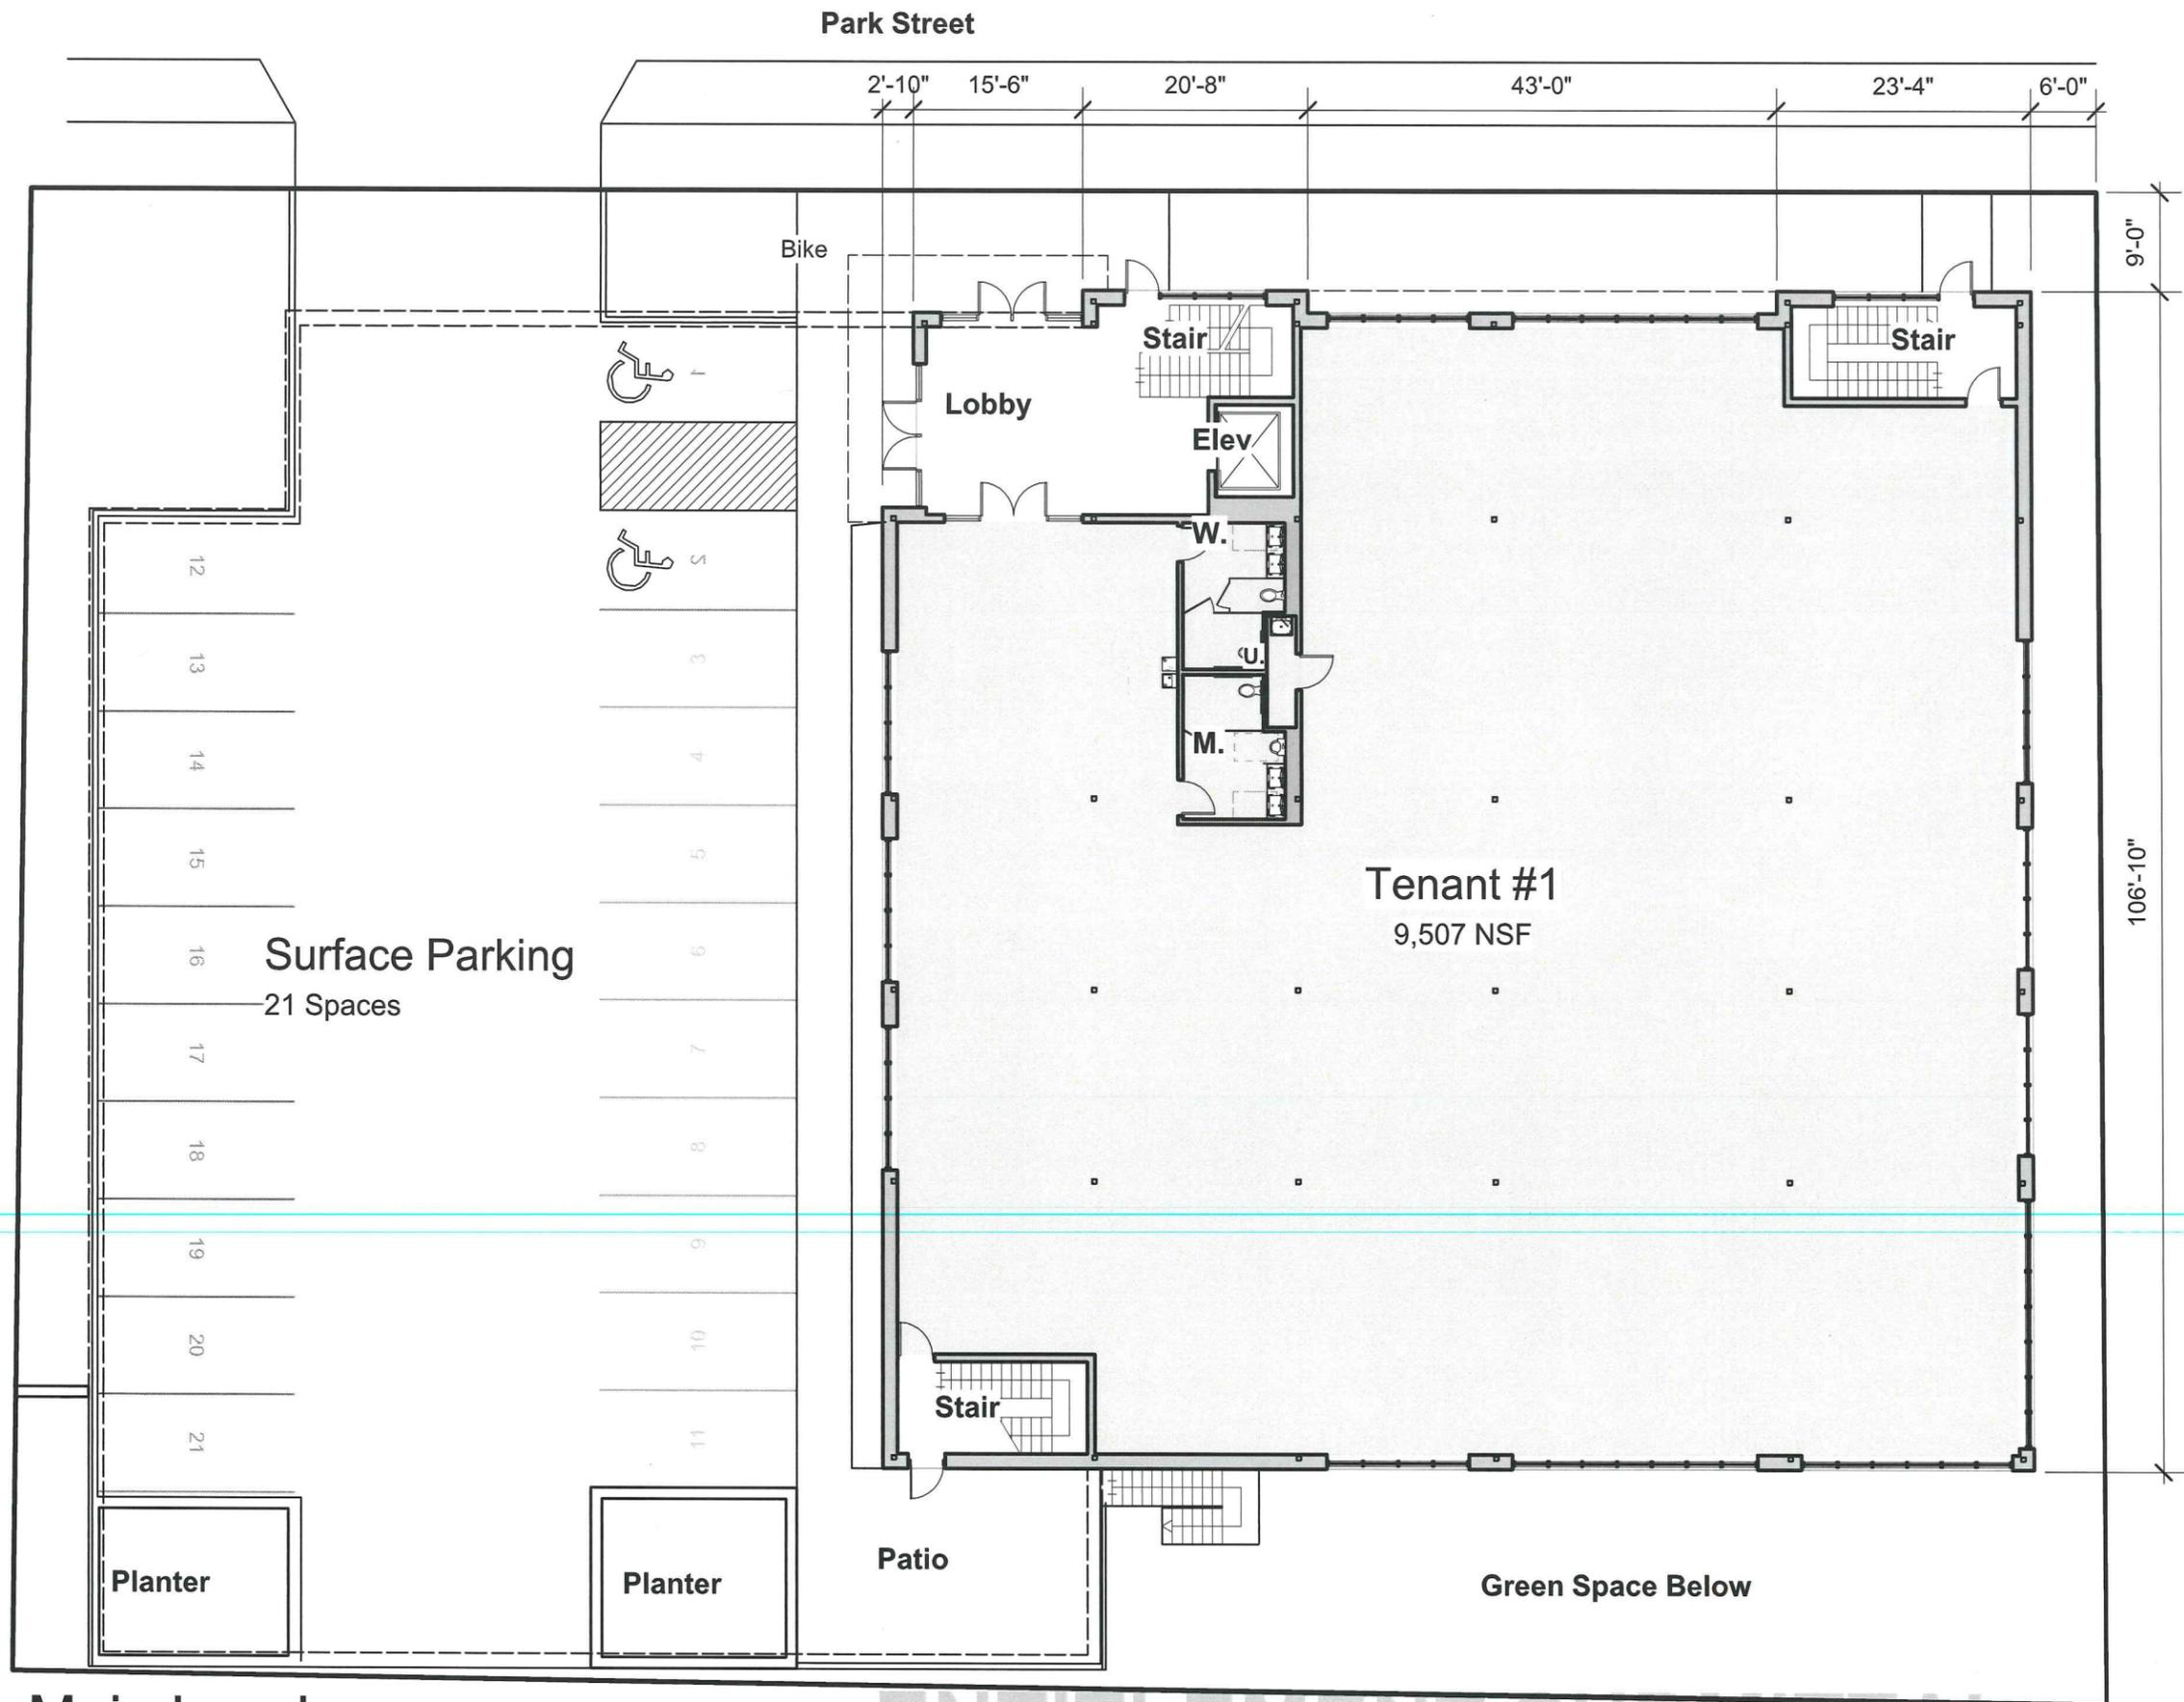 Park Street
2'-10" 15'-6" 20'-8" 43'-0" 23'-4" 6'-0"
9'-0"
Bike
Stair
Stair
1
Lobby
Elev
W.
12
2
13
3
U.
14
4
M.
15
5
Tenant #1
9,507 NSF
106'-10"
16
Surface Parking
6
21 Spaces
17
7
18
8
19
9
20
10
Stair
21
11
Patio
Planter
Planter
Green Space Below